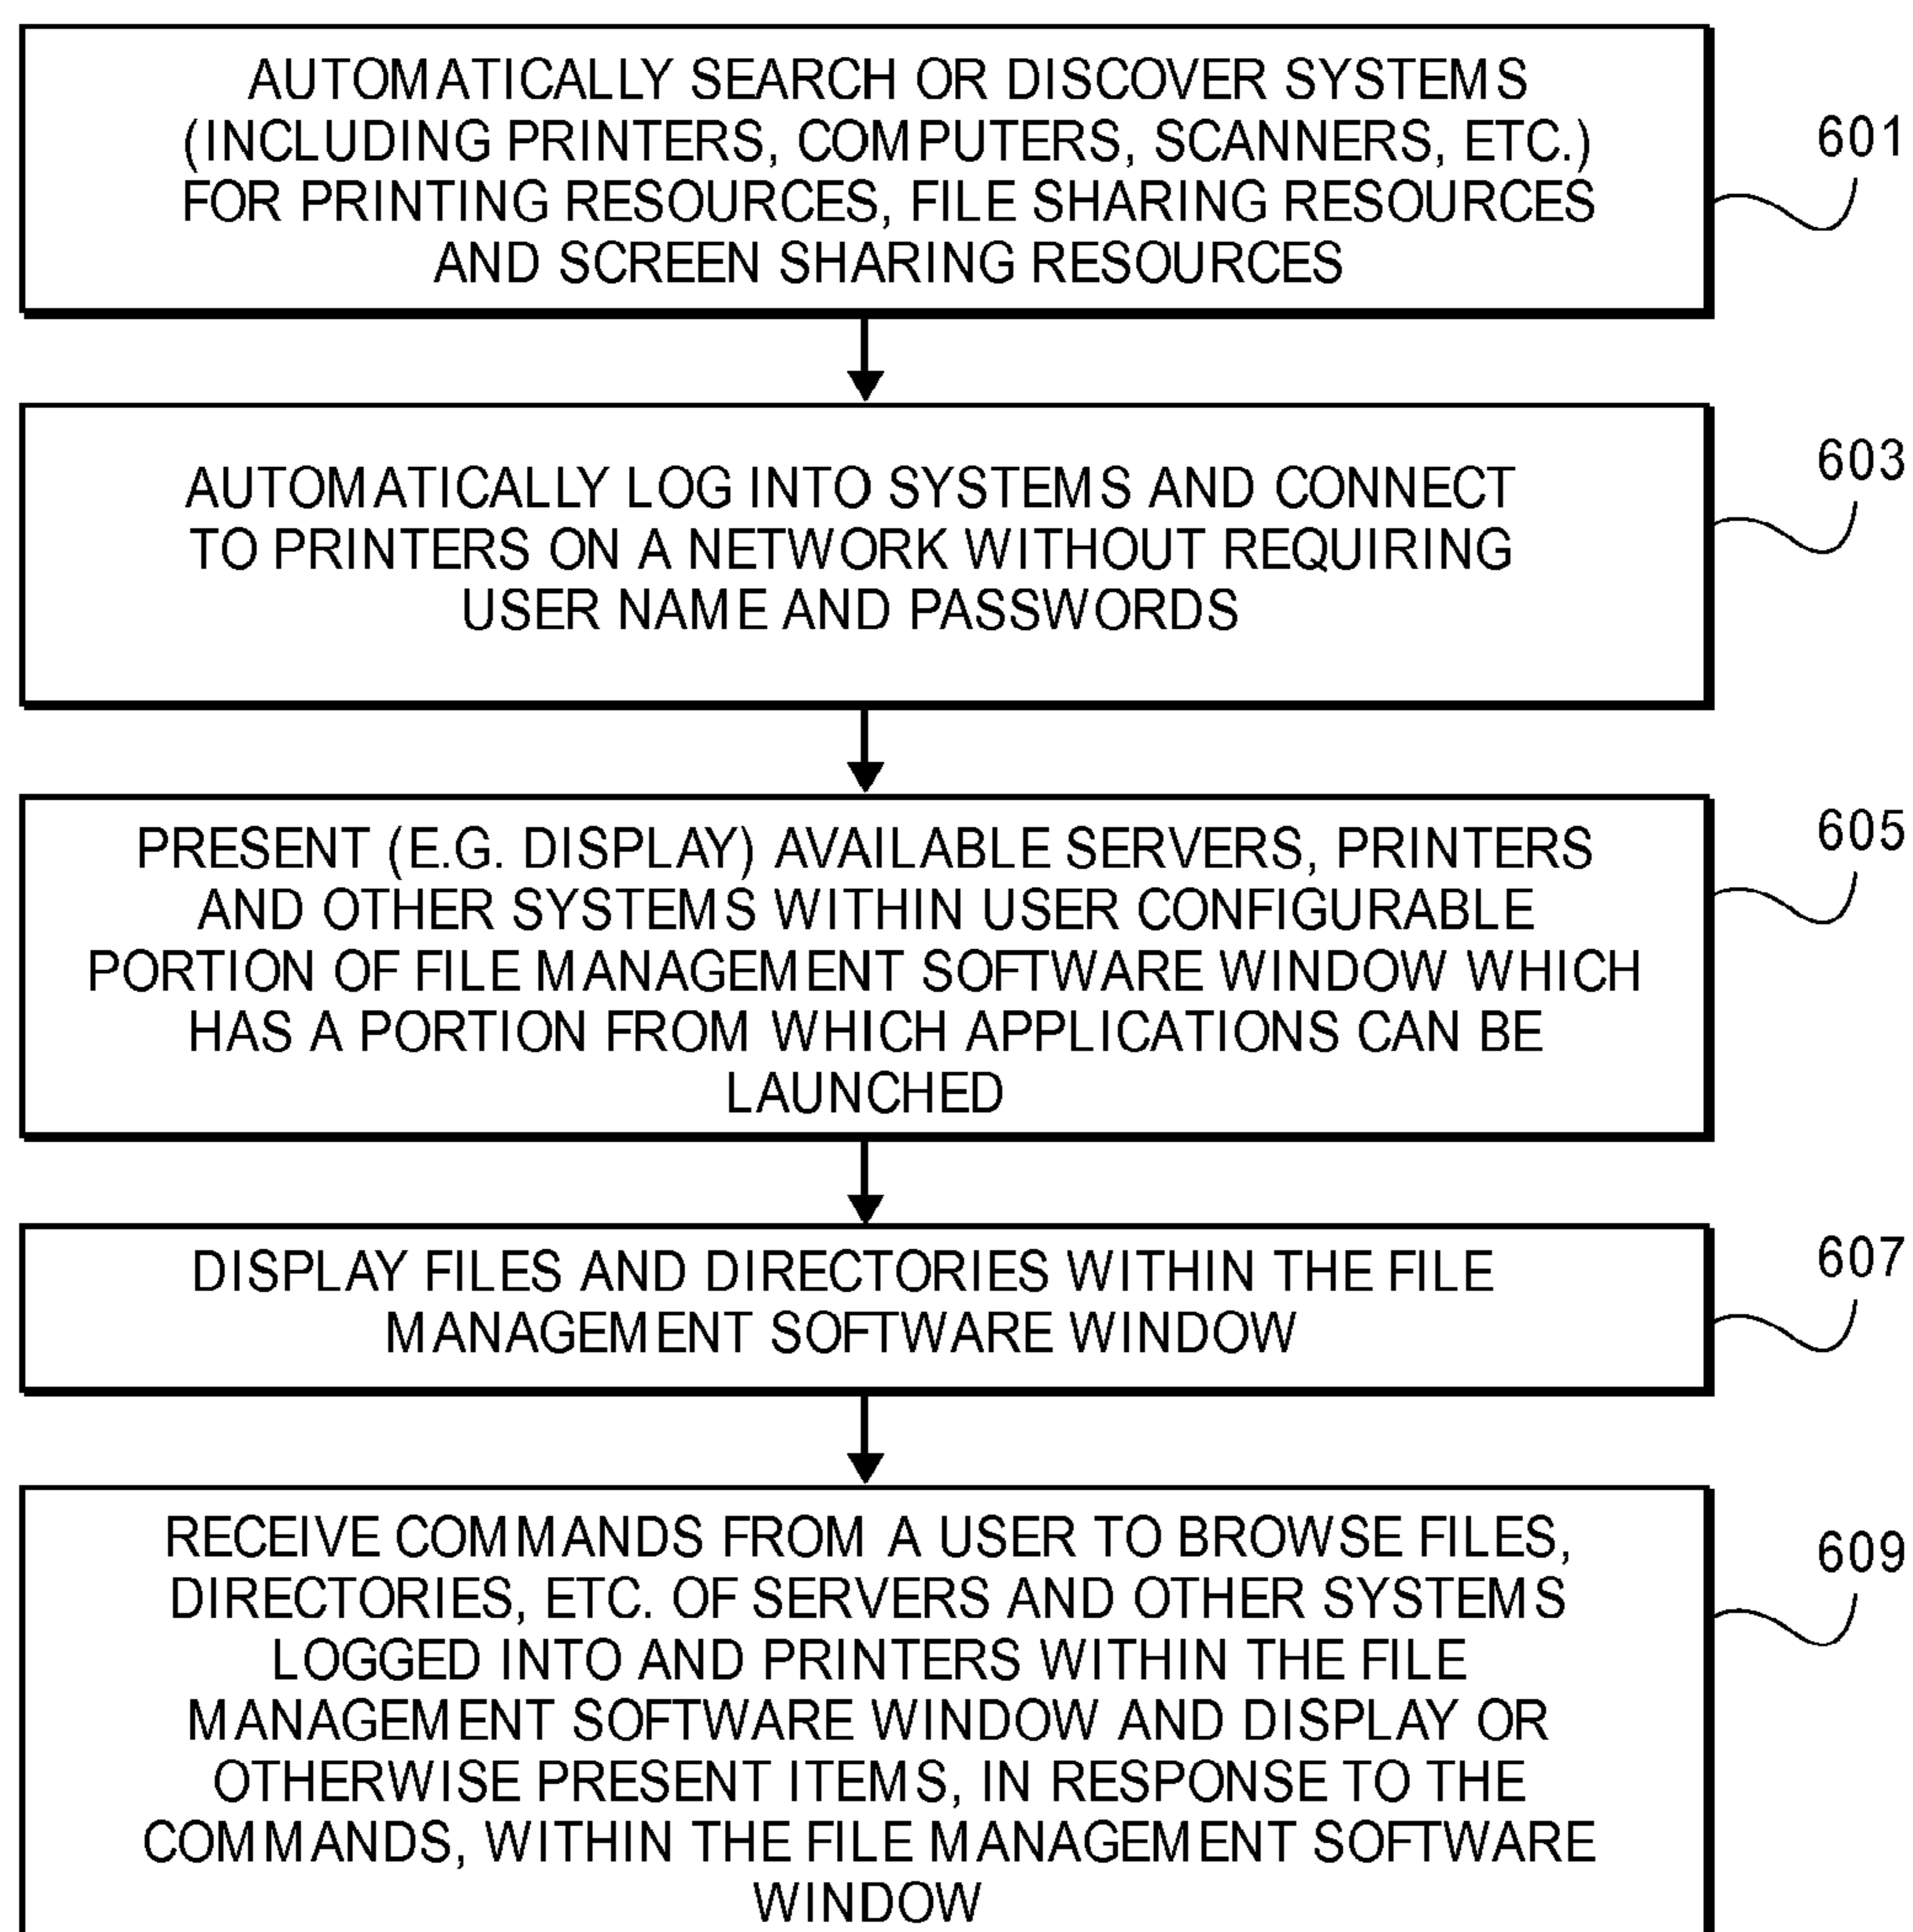 AUTOMATICALLY SEARCH OR DISCOVER SYSTEMS
(INCLUDING PRINTERS, COMPUTERS, SCANNERS, ETC.)
FOR PRINTING RESOURCES, FILE SHARING RESOURCES
AND SCREEN SHARING RESOURCES
601
AUTOMATICALLY LOG INTO SYSTEMS AND CONNECT
TO PRINTERS ON A NETWORK WITHOUT REQUIRING
USER NAME AND PASSWORDS
603
PRESENT (E.G. DISPLAY) AVAILABLE SERVERS, PRINTERS
AND OTHER SYSTEMS WITHIN USER CONFIGURABLE
PORTION OF FILE MANAGEMENT SOFTWARE WINDOW WHICH
HAS A PORTION FROM WHICH APPLICATIONS CAN BE
LAUNCHED
605
DISPLAY FILES AND DIRECTORIES WITHIN THE FILE
MANAGEMENT SOFTWARE WINDOW
607
RECEIVE COMMANDS FROM A USER TO BROWSE FILES,
DIRECTORIES, ETC. OF SERVERS AND OTHER SYSTEMS
LOGGED INTO AND PRINTERS WITHIN THE FILE
MANAGEMENT SOFTWARE WINDOW AND DISPLAY OR
OTHERWISE PRESENT ITEMS, IN RESPONSE TO THE
COMMANDS, WITHIN THE FILE MANAGEMENT SOFTWARE
WINDOW
609